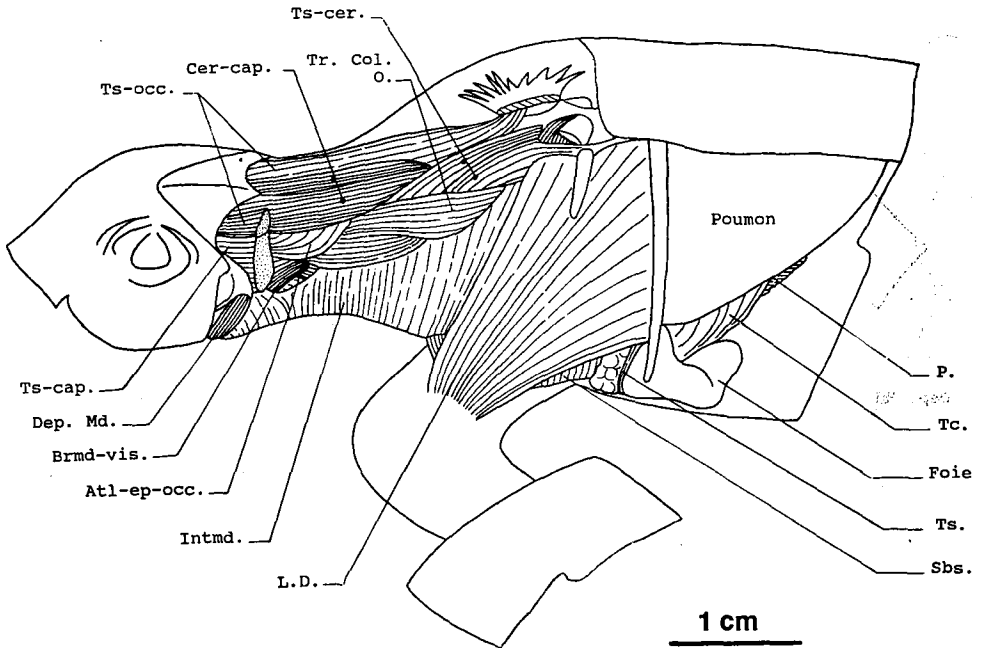 Ts-cer.
Tr. Col.
O.
Cer-cap.
Ts-occ.
Poumon
Ts-cap.
Dep. Md.
Brmd-vis.
Atl-ep-occ.
Intmd.
L.D.
P.
Tc.
Foie
Ts.
Sbs.
1 cm